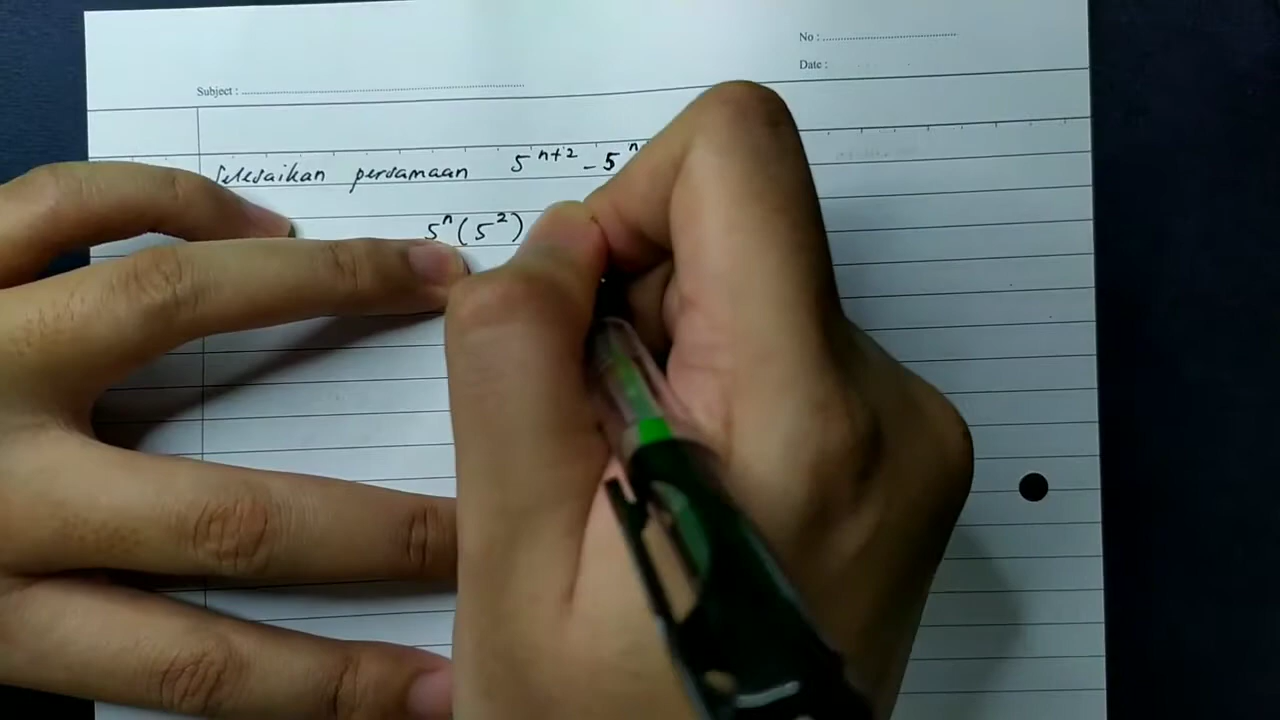 No :
Date :
Subject :
Selesaikan persamaan 5^{n+2} - 5^{n
5^{n}(5^{2})